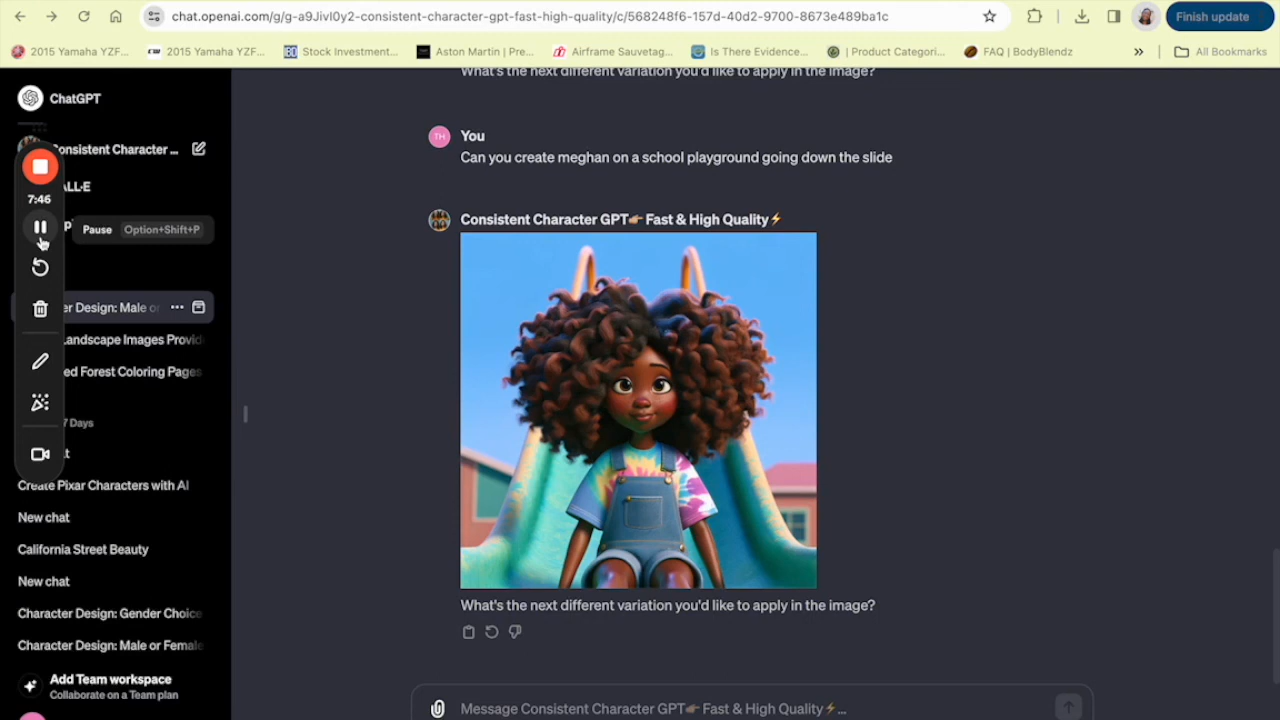 chat.openai.com/g/g-a9JivI0y2-consistent-character-gpt-fast-high-quality/c/568248f6-157d-40d2-9700-8673e489ba1c
Finish update
2015 Yamaha YZF...
CW
2015 Yamaha YZF...
Stock Investment...
Aston Martin | Pre...
Airframe Sauvetag...
Is There Evidence...
| Product Categori...
FAQ | BodyBlendz
»
All Bookmarks
ChatGPT
onsistent Character ...
ALL·E
7:46
Pause Option+Shift+P
er Design: Male or
andscape Images Provid
ed Forest Coloring Pages
7 Days
at
Create Pixar Characters with AI
New chat
California Street Beauty
New chat
Character Design: Gender Choice
Character Design: Male or Female
Add Team workspace
Collaborate on a Team plan
What's the next different variation you'd like to apply in the image?
TH
You
Can you create meghan on a school playground going down the slide
Consistent Character GPT👉🏼 Fast & High Quality⚡
What's the next different variation you'd like to apply in the image?
Message Consistent Character GPT👉🏼 Fast & High Quality⚡...